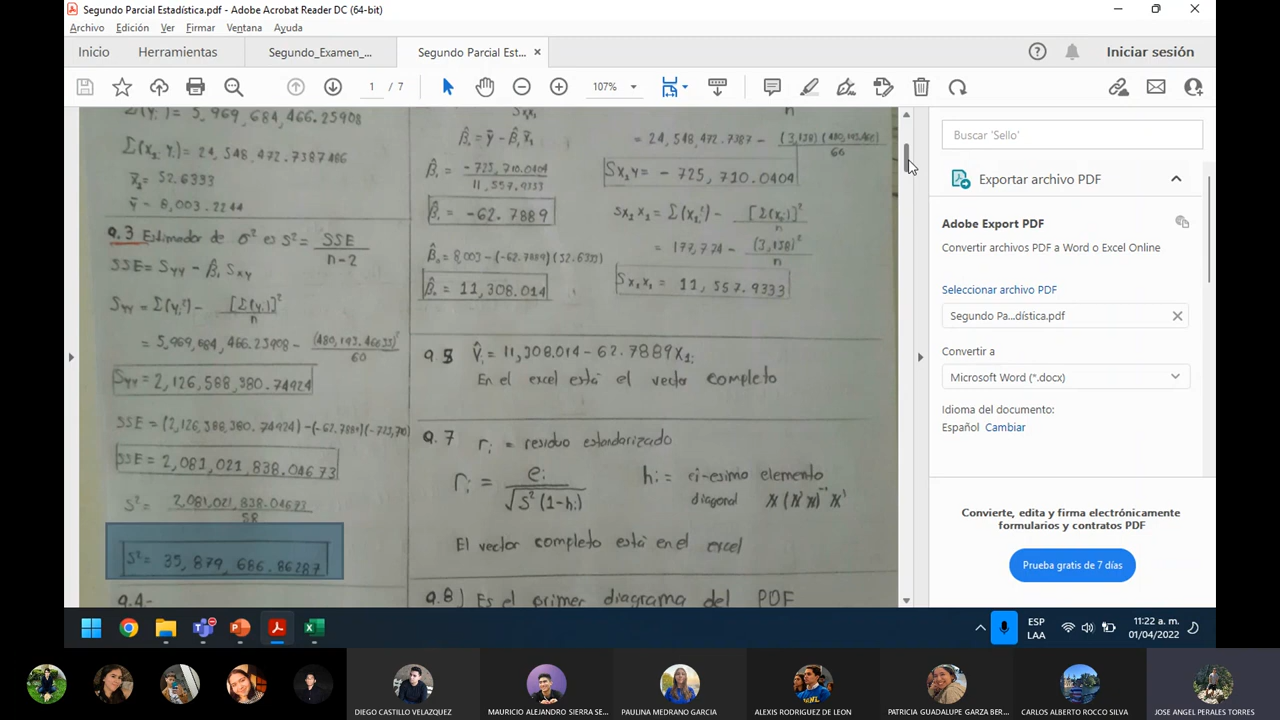 Segundo Parcial Estadística.pdf - Adobe Acrobat Reader DC (64-bit)
Archivo Edición Ver Firmar Ventana Ayuda
Inicio Herramientas Segundo_Examen_... Segundo Parcial Est... × Iniciar sesión
1 / 7 107%
Σ(y²ᵢ) = 5,969,684,466.25908
Σ(x₁ᵢ yᵢ) = 24,548,472.7387486
x̄₁ = 52.6333
ȳ = 8,003.2244
9.3 Estimador de σ² es S² = SSE / n-2
SSE = Syy - β̂₁ Sxy
Syy = Σ(yᵢ²) - [Σ(yᵢ)]² / n
= 5,969,684,466.25908 - (480,193.46633)² / 60
Syy = 2,126,588,380.74924
SSE = (2,126,588,380.74924) - (-62.7889)(-725,710)
SSE = 2,081,021,838.04673
S² = 2,081,021,838.04673 / 58
S² = 35,879,686.86287
9.4-
β̂₀ = ȳ - β̂₁ x̄₁
β̂₁ = -725,710.0404 / 11,557.9333
β̂₁ = -62.7889
β̂₀ = 8,003 - (-62.7889)(52.6333)
β̂₀ = 11,308.014
n
= 24,548,472.7387 - (3,158)(480,193.466) / 60
Sx₁y = -725,710.0404
Sx₁x₁ = Σ(x₁²) - [Σ(x₁)]² / n
= 177,774 - (3,158)² / n
Sx₁x₁ = 11,557.9333
9.5 Ŷᵢ = 11,308.014 - 62.7889X₁ᵢ
En el excel está el vector completo
9.7 rᵢ = residuo estandarizado
rᵢ = eᵢ / √S²(1-hᵢ)
hᵢ = ci-esimo elemento
diagonal X(X'X)⁻¹X'
El vector completo está en el excel
9.8) Es el primer diagrama del PDF
Buscar 'Sello'
Exportar archivo PDF
Adobe Export PDF
Convertir archivos PDF a Word o Excel Online
Seleccionar archivo PDF
Segundo Pa...dística.pdf
Convertir a
Microsoft Word (*.docx)
Idioma del documento:
Español Cambiar
Convierte, edita y firma electrónicamente
formularios y contratos PDF
Prueba gratis de 7 días
ESP
LAA
11:22 a. m.
01/04/2022
DIEGO CASTILLO VELAZQUEZ
MAURICIO ALEJANDRO SIERRA SE...
PAULINA MEDRANO GARCIA
ALEXIS RODRIGUEZ DE LEON
PATRICIA GUADALUPE GARZA BER...
CARLOS ALBERTO ROCCO SILVA
JOSE ANGEL PERALES TORRES